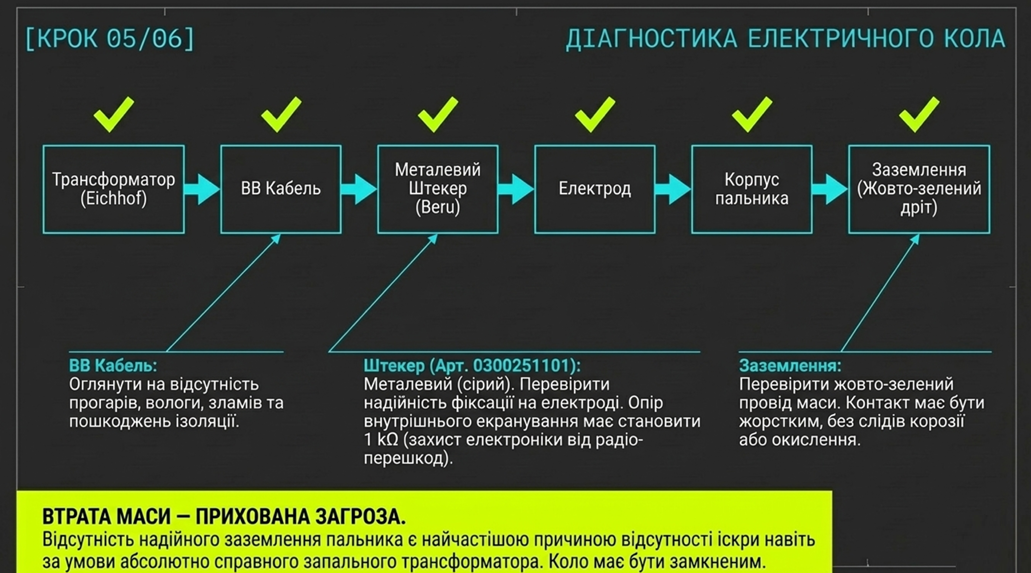 [КРОК 05/06]
ДІАГНОСТИКА ЕЛЕКТРИЧНОГО КОЛА
Трансформатор
(Eichhof)
ВВ Кабель
Металевий
Штекер
(Beru)
Електрод
Корпус
пальника
Заземлення
(Жовто-зелений
дріт)
ВВ Кабель:
Оглянути на відсутність
прогарів, вологи, зламів та
пошкоджень ізоляції.
Штекер (Арт. 0300251101):
Металевий (сірий). Перевірити
надійність фіксації на електроді. Опір
внутрішнього екранування має становити
1 kΩ (захист електроніки від радіо-
перешкод).
Заземлення:
Перевірити жовто-зелений
провід маси. Контакт має бути
жорстким, без слідів корозії
або окислення.
ВТРАТА МАСИ — ПРИХОВАНА ЗАГРОЗА.
Відсутність надійного заземлення пальника є найчастішою причиною відсутності іскри навіть
за умови абсолютно справного запального трансформатора. Коло має бути замкненим.